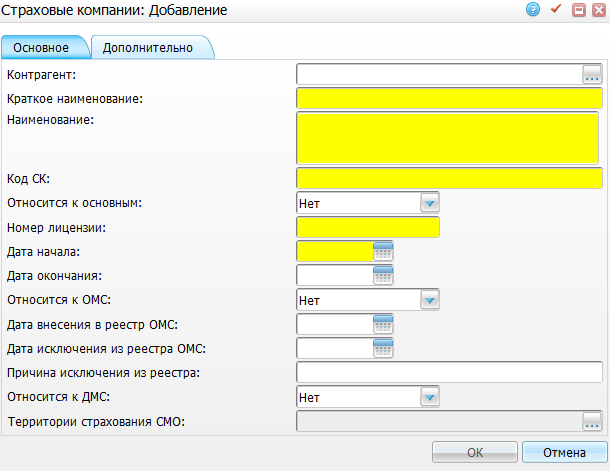 Страховые компании: Добавление
Основное
Дополнительно
Контрагент:
...
Краткое наименование:
Наименование:
Код СК:
Относится к основным:
Нет
Номер лицензии:
Дата начала:
Дата окончания:
Относится к ОМС:
Нет
Дата внесения в реестр ОМС:
Дата исключения из реестра ОМС:
Причина исключения из реестра:
Относится к ДМС:
Нет
Территории страхования СМО:
...
ОК
Отмена